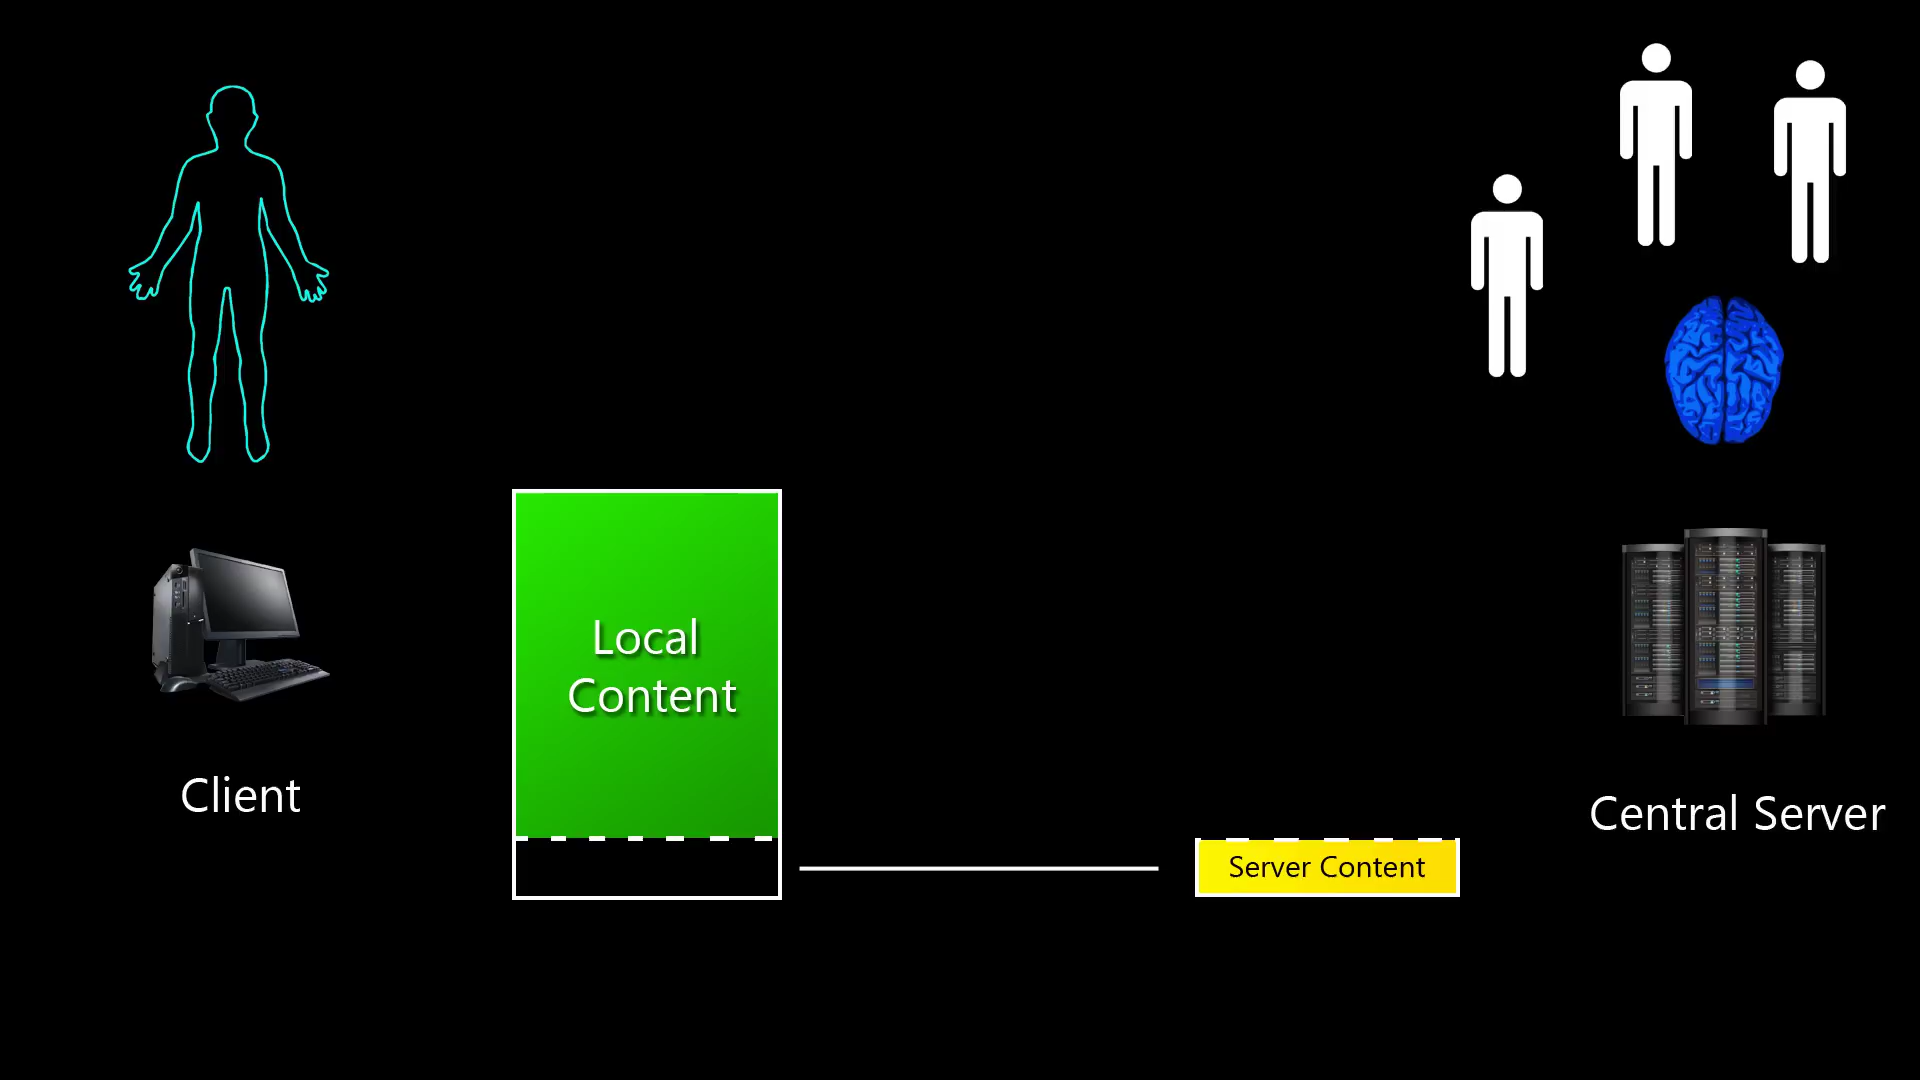 Local
Content
Client
Central Server
Server Content